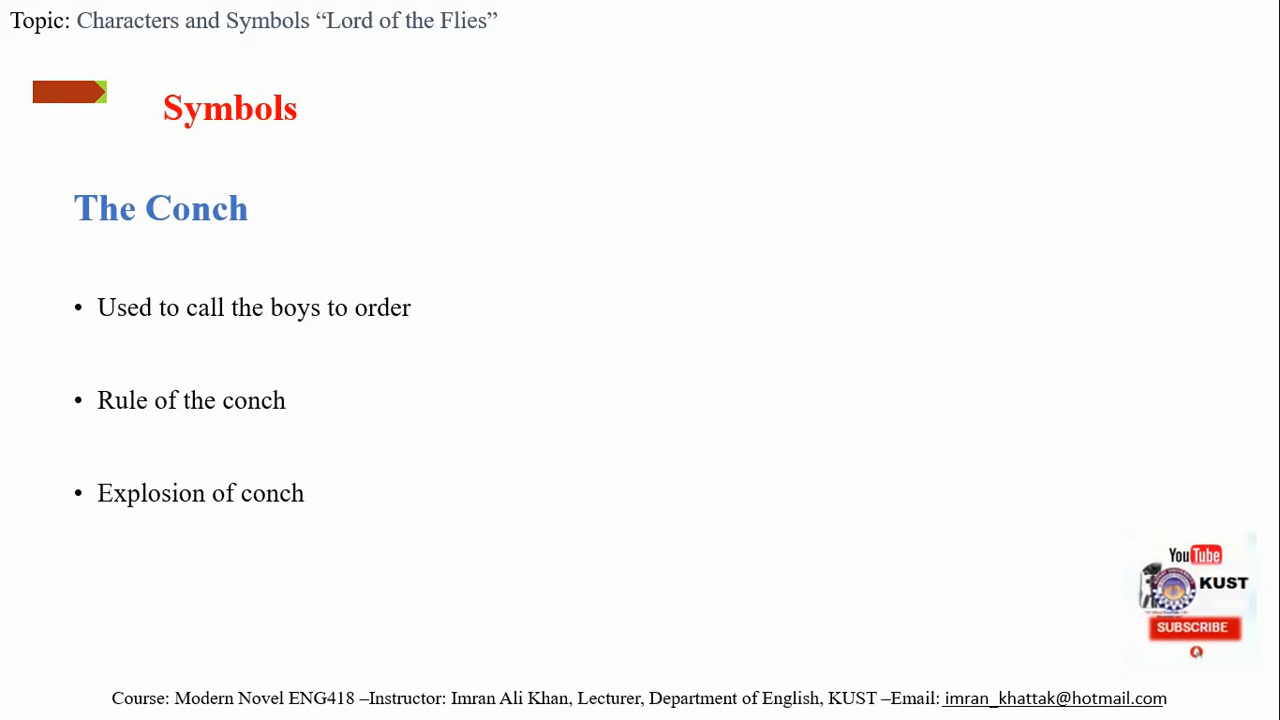 Topic: Characters and Symbols “Lord of the Flies”
Symbols
The Conch
• Used to call the boys to order
• Rule of the conch
• Explosion of conch
YouTube
KUST
SUBSCRIBE
Course: Modern Novel ENG418 –Instructor: Imran Ali Khan, Lecturer, Department of English, KUST –Email: imran_khattak@hotmail.com